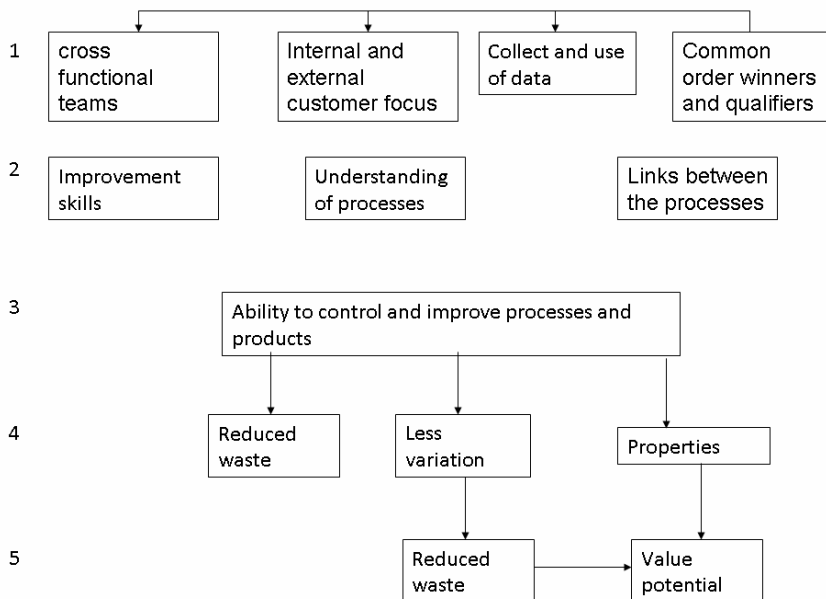 1
cross
functional
teams
Internal and
external
customer focus
Collect and use
of data
Common
order winners
and qualifiers
2
Improvement
skills
Understanding
of processes
Links between
the processes
3
Ability to control and improve processes and
products
4
Reduced
waste
Less
variation
Properties
5
Reduced
waste
Value
potential